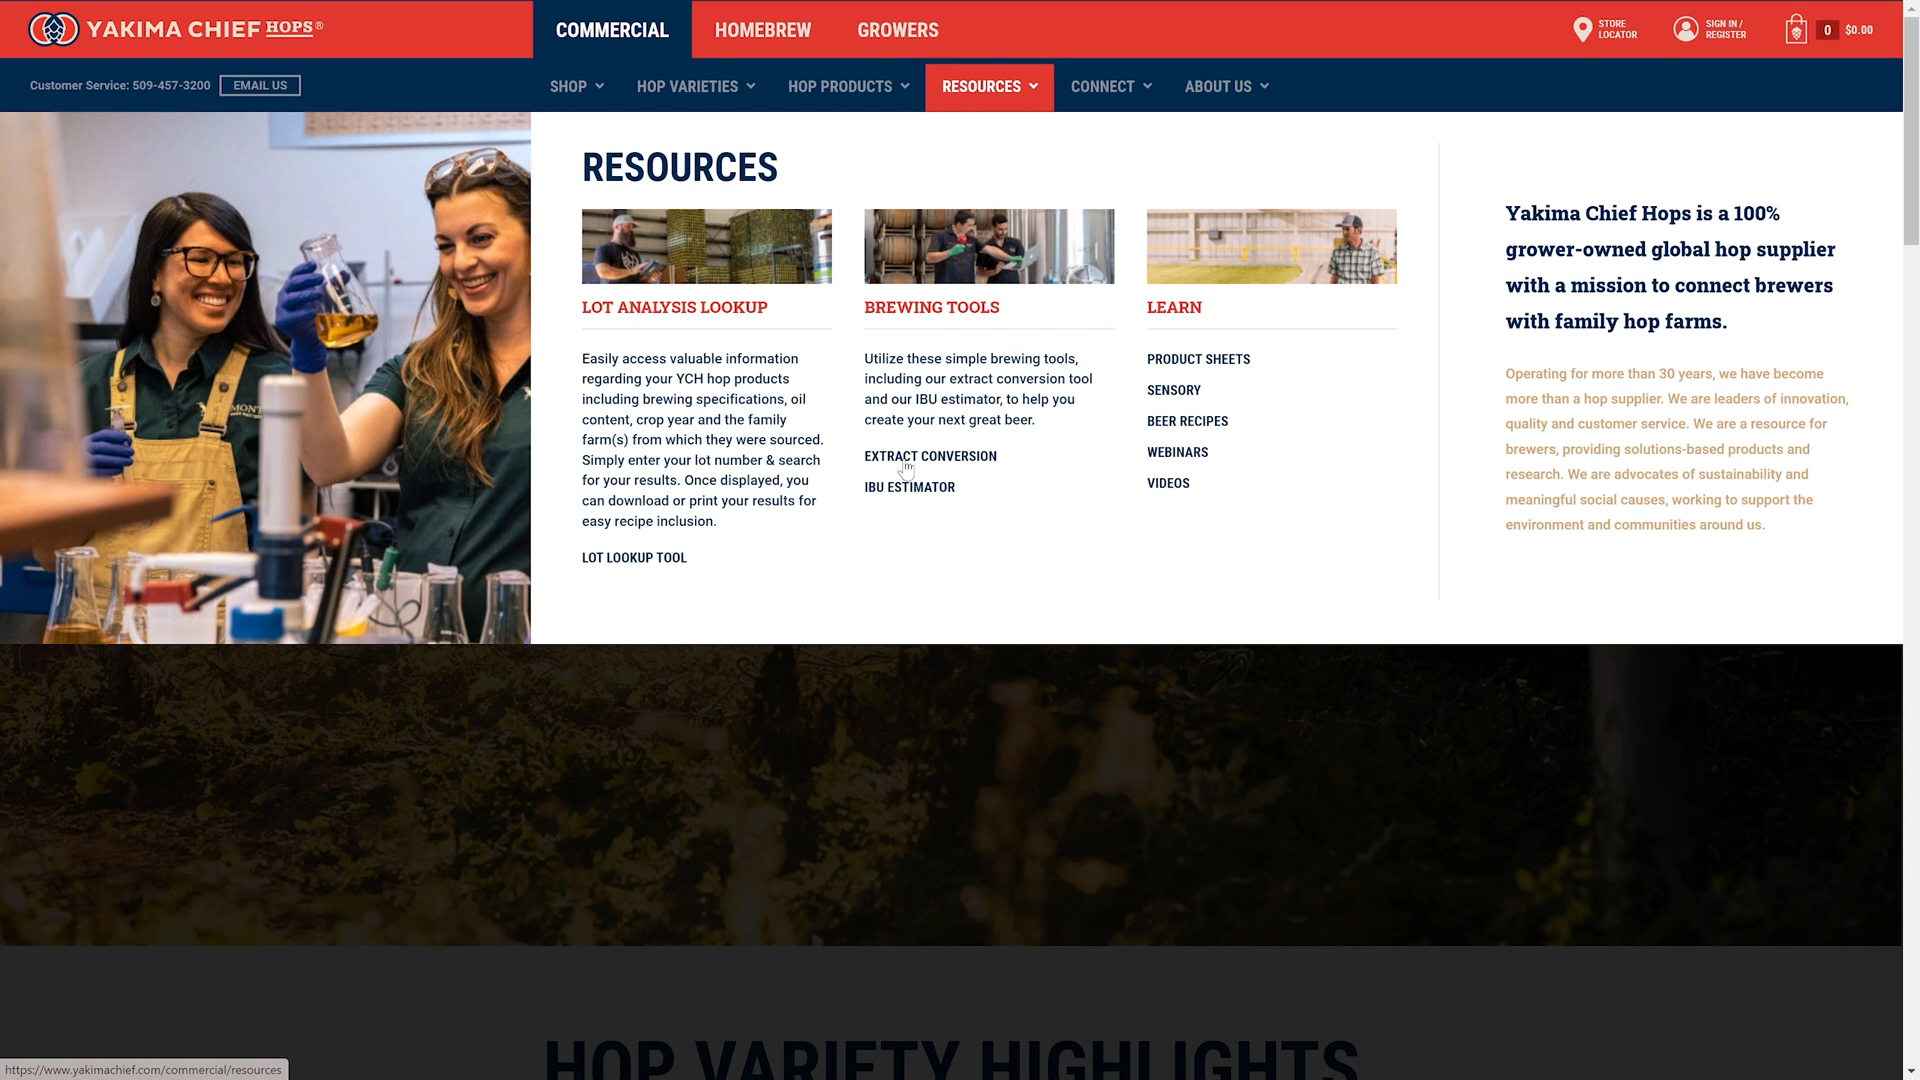 YAKIMA CHIEF HOPS®
COMMERCIAL
HOMEBREW
GROWERS
STORE
LOCATOR
SIGN IN /
REGISTER
0
$0.00
Customer Service: 509-457-3200
EMAIL US
SHOP
HOP VARIETIES
HOP PRODUCTS
RESOURCES
CONNECT
ABOUT US
RESOURCES
LOT ANALYSIS LOOKUP
Easily access valuable information
regarding your YCH hop products
including brewing specifications, oil
content, crop year and the family
farm(s) from which they were sourced.
Simply enter your lot number & search
for your results. Once displayed, you
can download or print your results for
easy recipe inclusion.
LOT LOOKUP TOOL
BREWING TOOLS
Utilize these simple brewing tools,
including our extract conversion tool
and our IBU estimator, to help you
create your next great beer.
EXTRACT CONVERSION
IBU ESTIMATOR
LEARN
PRODUCT SHEETS
SENSORY
BEER RECIPES
WEBINARS
VIDEOS
Yakima Chief Hops is a 100%
grower-owned global hop supplier
with a mission to connect brewers
with family hop farms.
Operating for more than 30 years, we have become
more than a hop supplier. We are leaders of innovation,
quality and customer service. We are a resource for
brewers, providing solutions-based products and
research. We are advocates of sustainability and
meaningful social causes, working to support the
environment and communities around us.
HOP VARIETY HIGHLIGHTS
https://www.yakimachief.com/commercial/resources